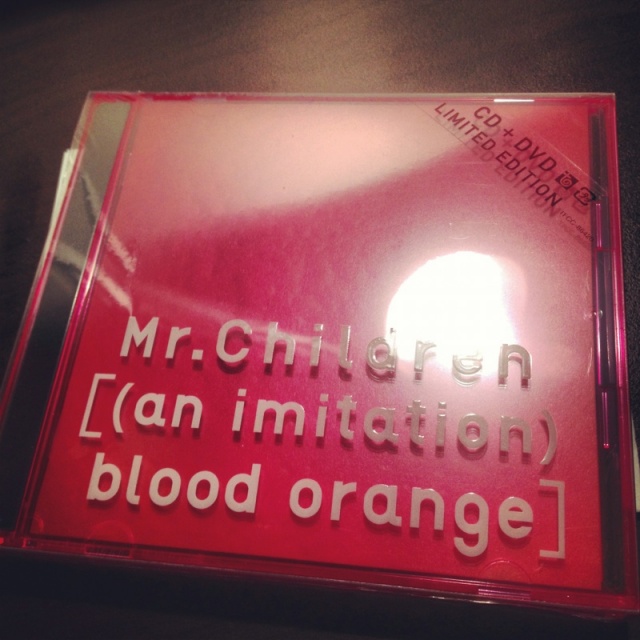 CD+DVD
LIMITED EDITION
Mr.Children
[(an imitation)
blood orange]